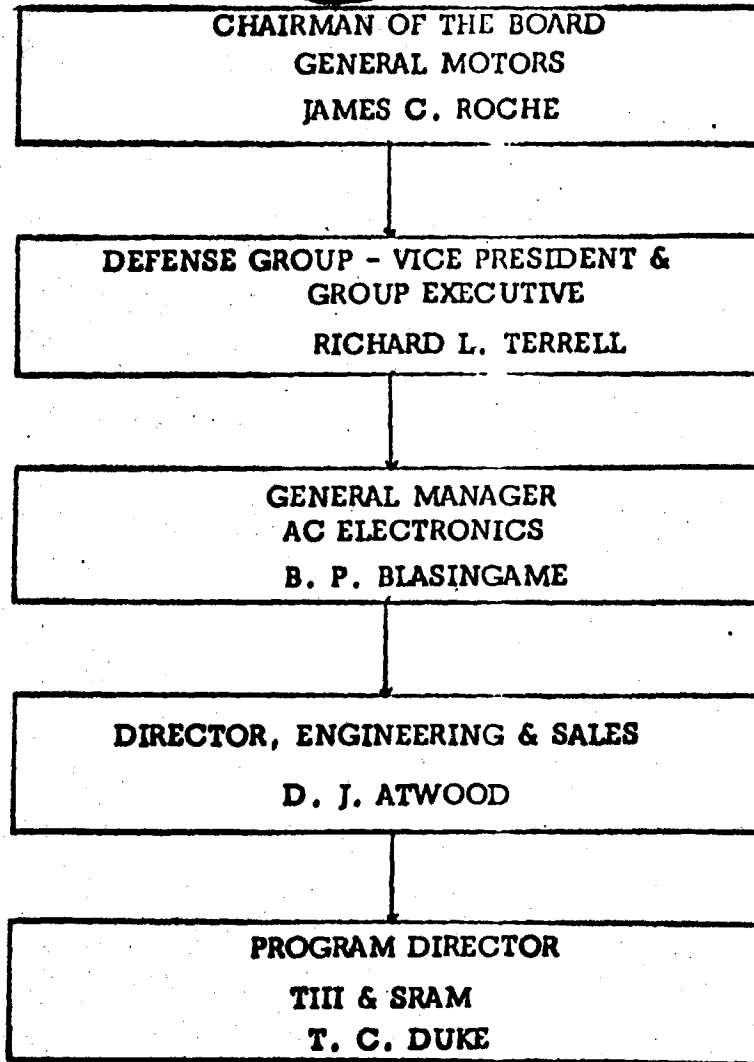 CHAIRMAN OF THE BOARD
GENERAL MOTORS
JAMES C. ROCHE
DEFENSE GROUP - VICE PRESIDENT &
GROUP EXECUTIVE
RICHARD L. TERRELL
GENERAL MANAGER
AC ELECTRONICS
B. P. BLASINGAME
DIRECTOR, ENGINEERING & SALES
D. J. ATWOOD
PROGRAM DIRECTOR
TIII & SRAM
T. C. DUKE